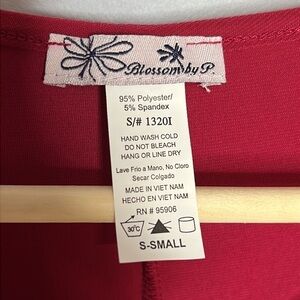 Blossom by P.
95% Polyester/
5% Spandex
S/# 1320I
HAND WASH COLD
DO NOT BLEACH
HANG OR LINE DRY
Lave Frio a Mano, No Cloro
Secar Colgado
MADE IN VIET NAM
HECHO EN VIET NAM
RN # 95906
30°C
S-SMALL